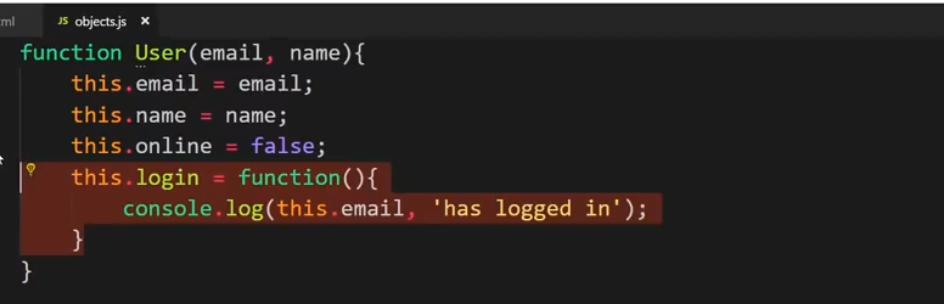 tml JS objects.js ×
function User(email, name){
    this.email = email;
    this.name = name;
    this.online = false;
    this.login = function(){
        console.log(this.email, 'has logged in');
    }
}